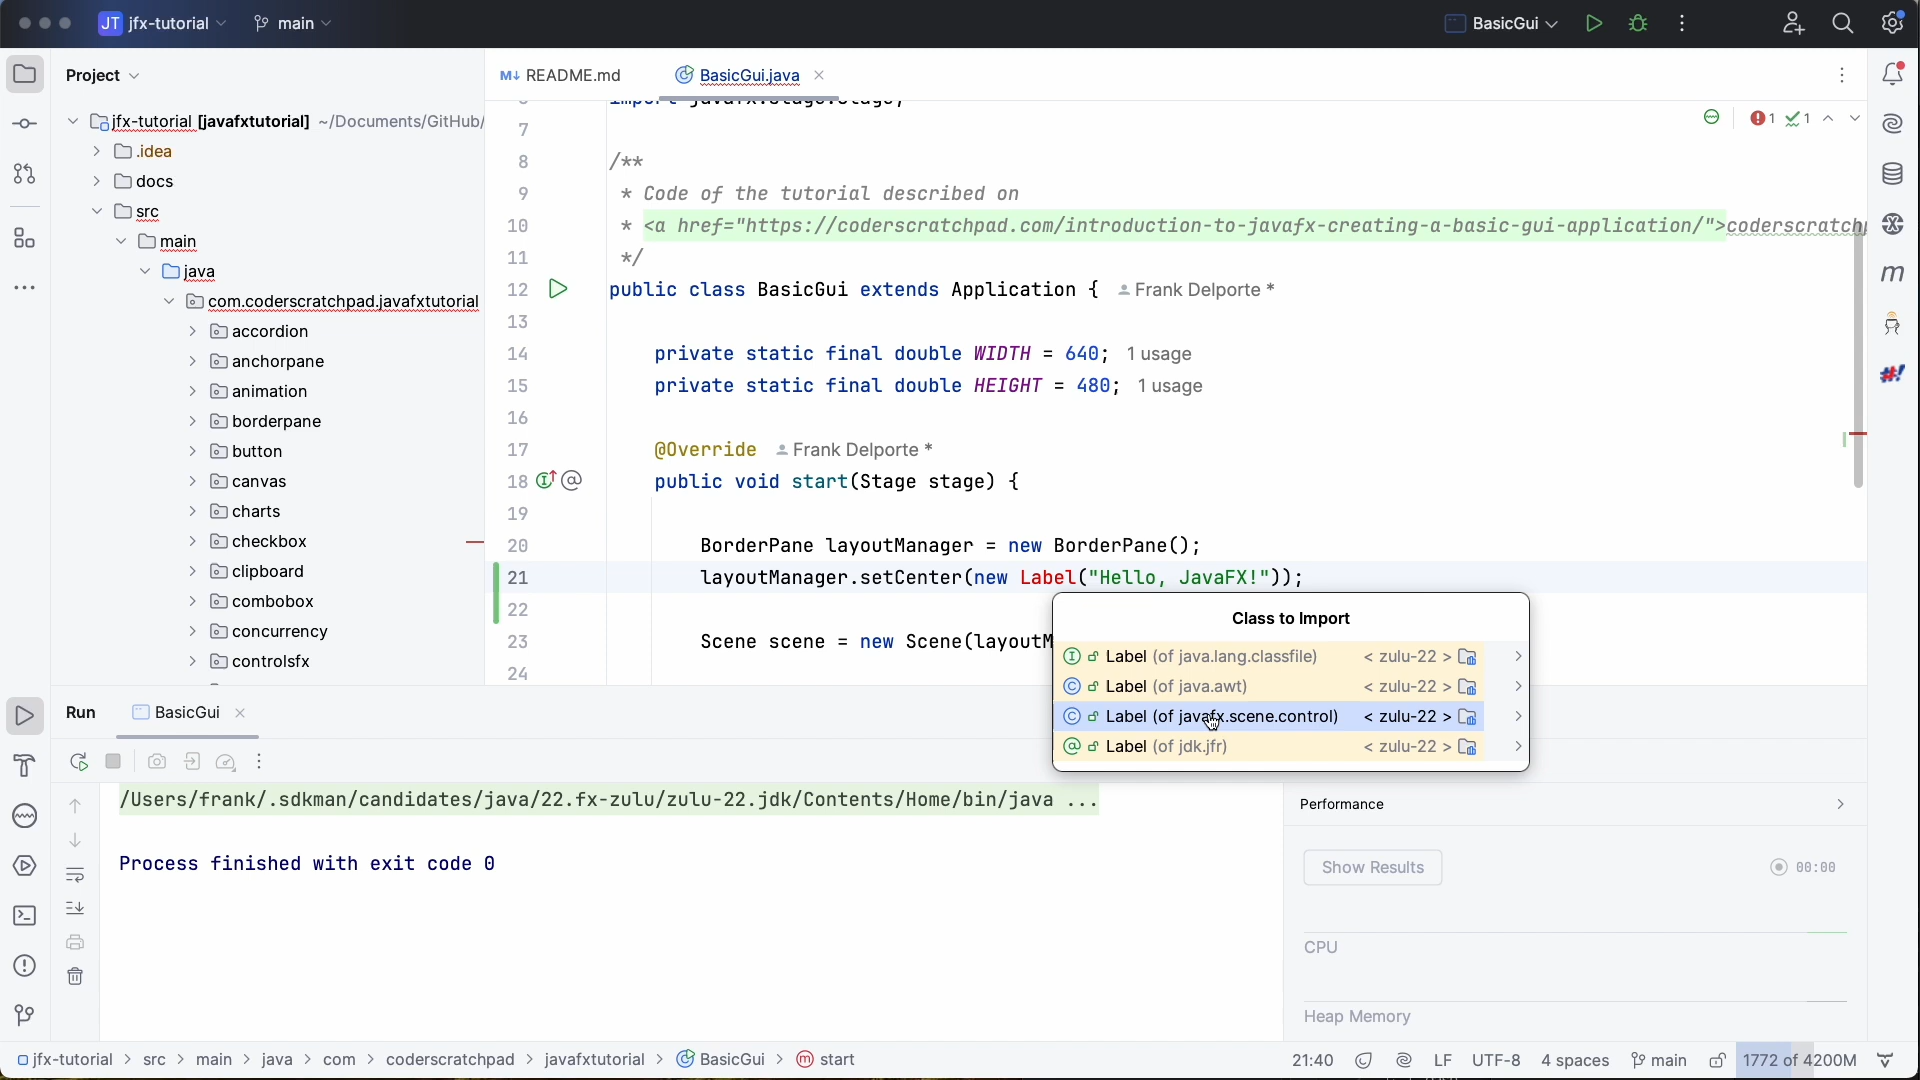 JT jfx-tutorial main BasicGui
Project
README.md BasicGui.java
jfx-tutorial [javafxtutorial] ~/Documents/GitHub/
.idea
docs
src
main
java
com.coderscratchpad.javafxtutorial
accordion
anchorpane
animation
borderpane
button
canvas
charts
checkbox
clipboard
combobox
concurrency
controlsfx
1 1
7
8 /**
9 * Code of the tutorial described on
10 * <a href="https://coderscratchpad.com/introduction-to-javafx-creating-a-basic-gui-application/">coderscratchp
11 */
12 public class BasicGui extends Application { Frank Delporte *
13
14 private static final double WIDTH = 640; 1 usage
15 private static final double HEIGHT = 480; 1 usage
16
17 @Override Frank Delporte *
18 public void start(Stage stage) {
19
20 BorderPane layoutManager = new BorderPane();
21 layoutManager.setCenter(new Label("Hello, JavaFX!"));
22
23 Scene scene = new Scene(layoutM
24
Class to Import
Label (of java.lang.classfile) < zulu-22 >
Label (of java.awt) < zulu-22 >
Label (of javafx.scene.control) < zulu-22 >
Label (of jdk.jfr) < zulu-22 >
Run BasicGui
/Users/frank/.sdkman/candidates/java/22.fx-zulu/zulu-22.jdk/Contents/Home/bin/java ...
Process finished with exit code 0
Performance
Show Results 00:00
CPU
Heap Memory
jfx-tutorial > src > main > java > com > coderscratchpad > javafxtutorial > BasicGui > start
21:40 LF UTF-8 4 spaces main 1772 of 4200M